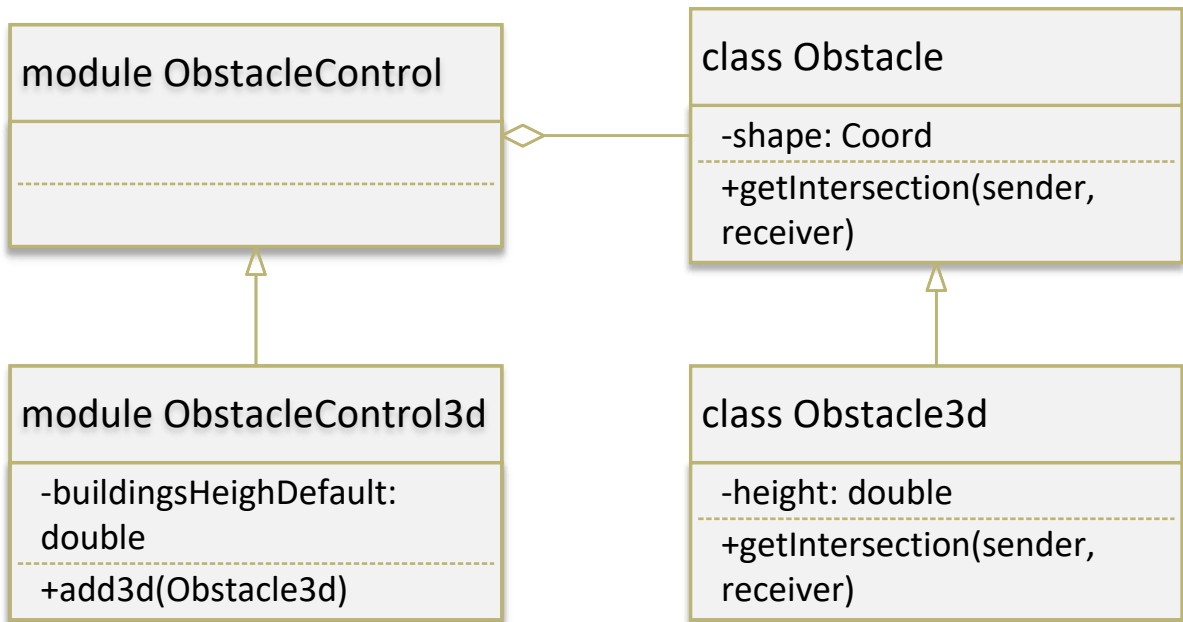 module ObstacleControl
class Obstacle
-shape: Coord
+getIntersection(sender,
receiver)
module ObstacleControl3d
-buildingsHeighDefault:
double
+add3d(Obstacle3d)
class Obstacle3d
-height: double
+getIntersection(sender,
receiver)